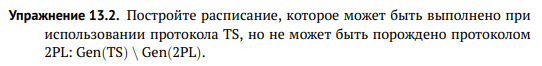 Упражнение 13.2. Постройте расписание, которое может быть выполнено при
использовании протокола TS, но не может быть порождено протоколом
2PL: Gen(TS) \ Gen(2PL).